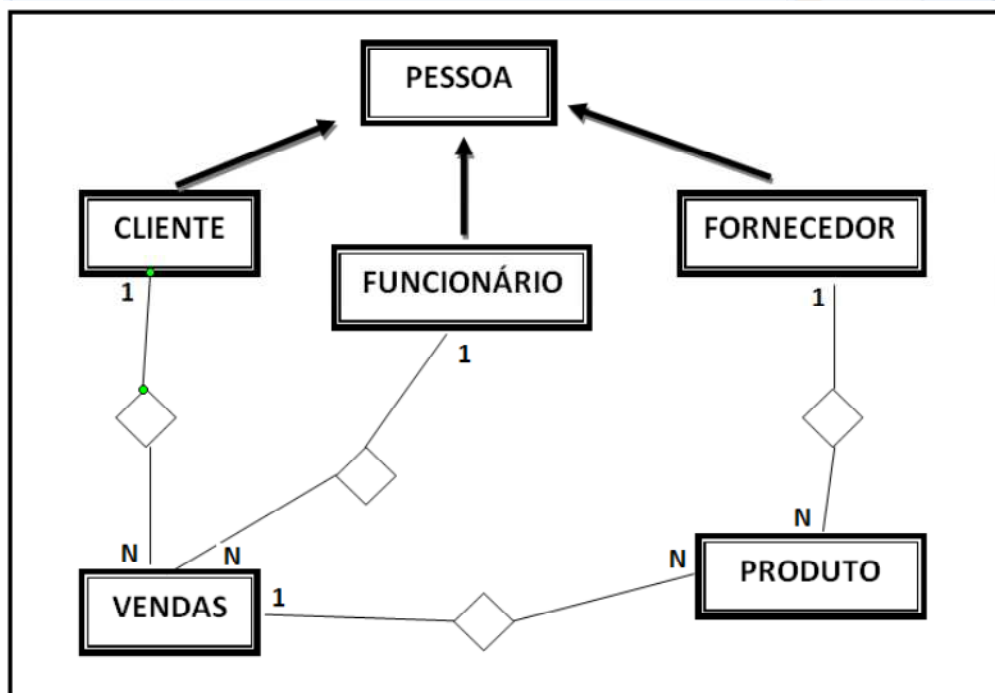 PESSOA
CLIENTE
FUNCIONÁRIO
FORNECEDOR
1
1
1
N
N
N
N
1
VENDAS
PRODUTO